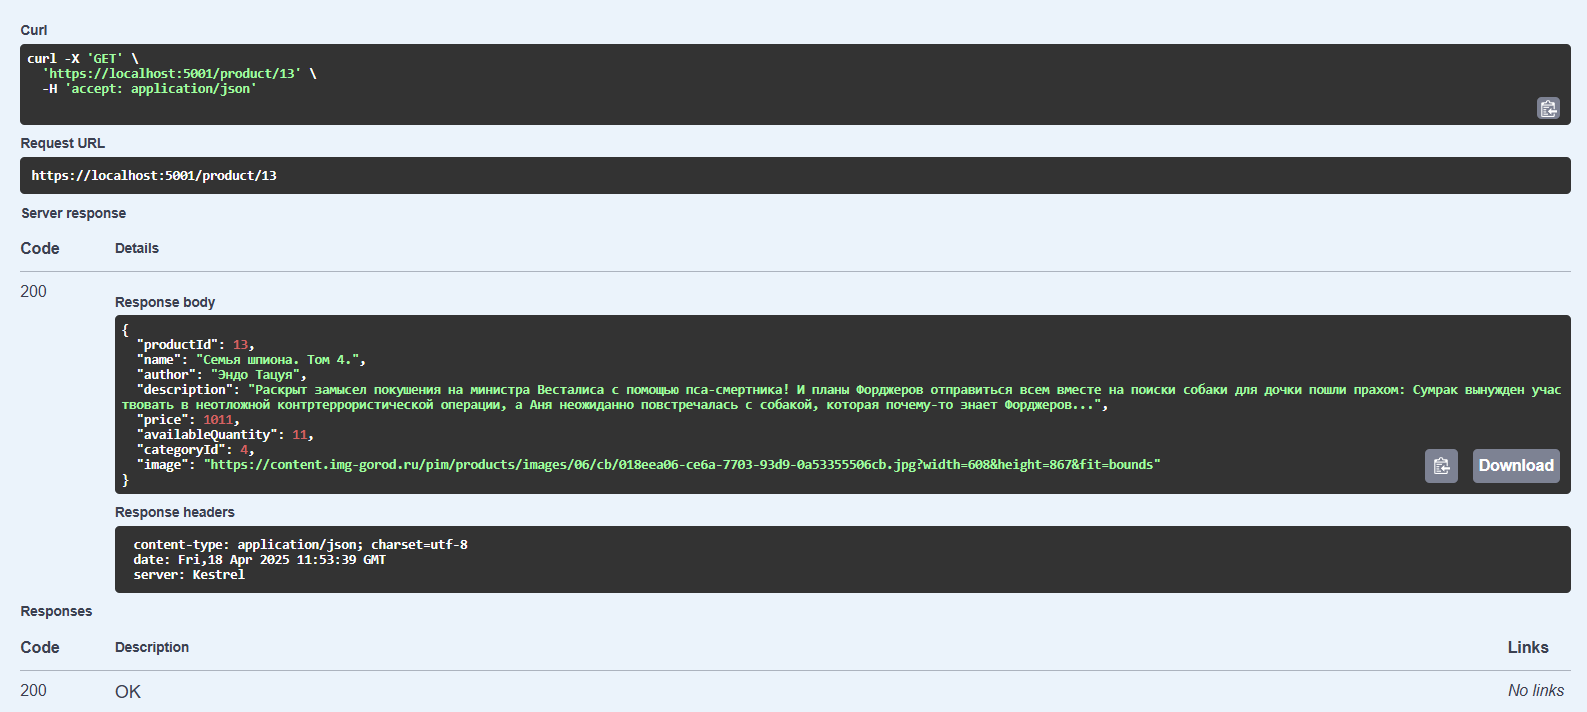 Curl
curl -X 'GET' \
  'https://localhost:5001/product/13' \
  -H 'accept: application/json'
Request URL
https://localhost:5001/product/13
Server response
Code Details
200
Response body
{
  "productId": 13,
  "name": "Семья шпиона. Том 4.",
  "author": "Эндо Тацуя",
  "description": "Раскрыт замысел покушения на министра Весталиса с помощью пса-смертника! И планы Форджеров отправиться всем вместе на поиски собаки для дочки пошли прахом: Сумрак вынужден учас
твовать в неотложной контртеррористической операции, а Аня неожиданно повстречалась с собакой, которая почему-то знает Форджеров...",
  "price": 1011,
  "availableQuantity": 11,
  "categoryId": 4,
  "image": "https://content.img-gorod.ru/pim/products/images/06/cb/018eea06-ce6a-7703-93d9-0a53355506cb.jpg?width=608&height=867&fit=bounds"
}
Download
Response headers
content-type: application/json; charset=utf-8
date: Fri,18 Apr 2025 11:53:39 GMT
server: Kestrel
Responses
Code Description Links
200 OK No links